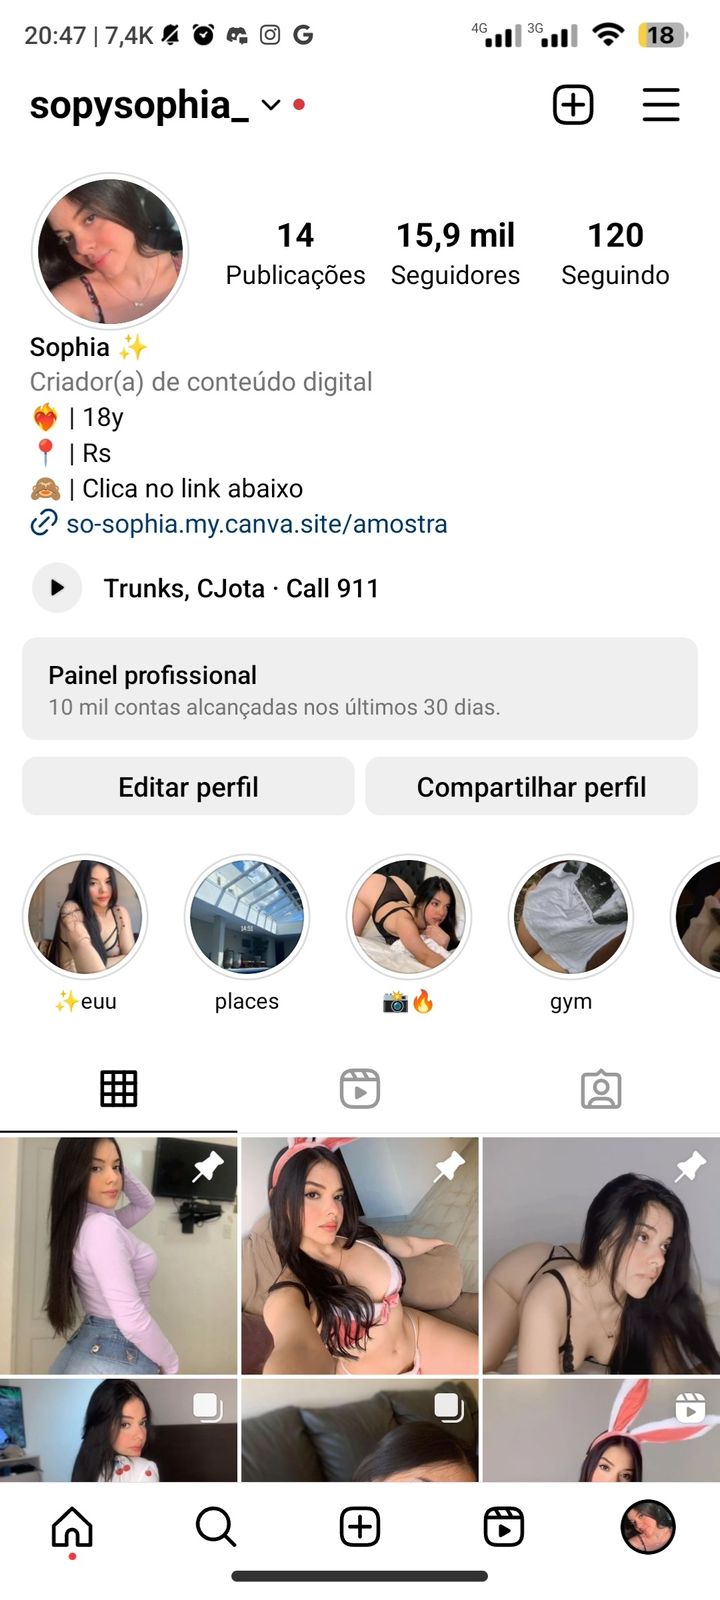 20:47 | 7,4K
4G 3G 18
sopysophia_
14 15,9 mil 120
Publicações Seguidores Seguindo
Sophia ✨
Criador(a) de conteúdo digital
❤️‍🔥 | 18y
📍 | Rs
🙈 | Clica no link abaixo
so-sophia.my.canva.site/amostra
Trunks, CJota · Call 911
Painel profissional
10 mil contas alcançadas nos últimos 30 dias.
Editar perfil Compartilhar perfil
14:51
✨euu places 📸🔥 gym